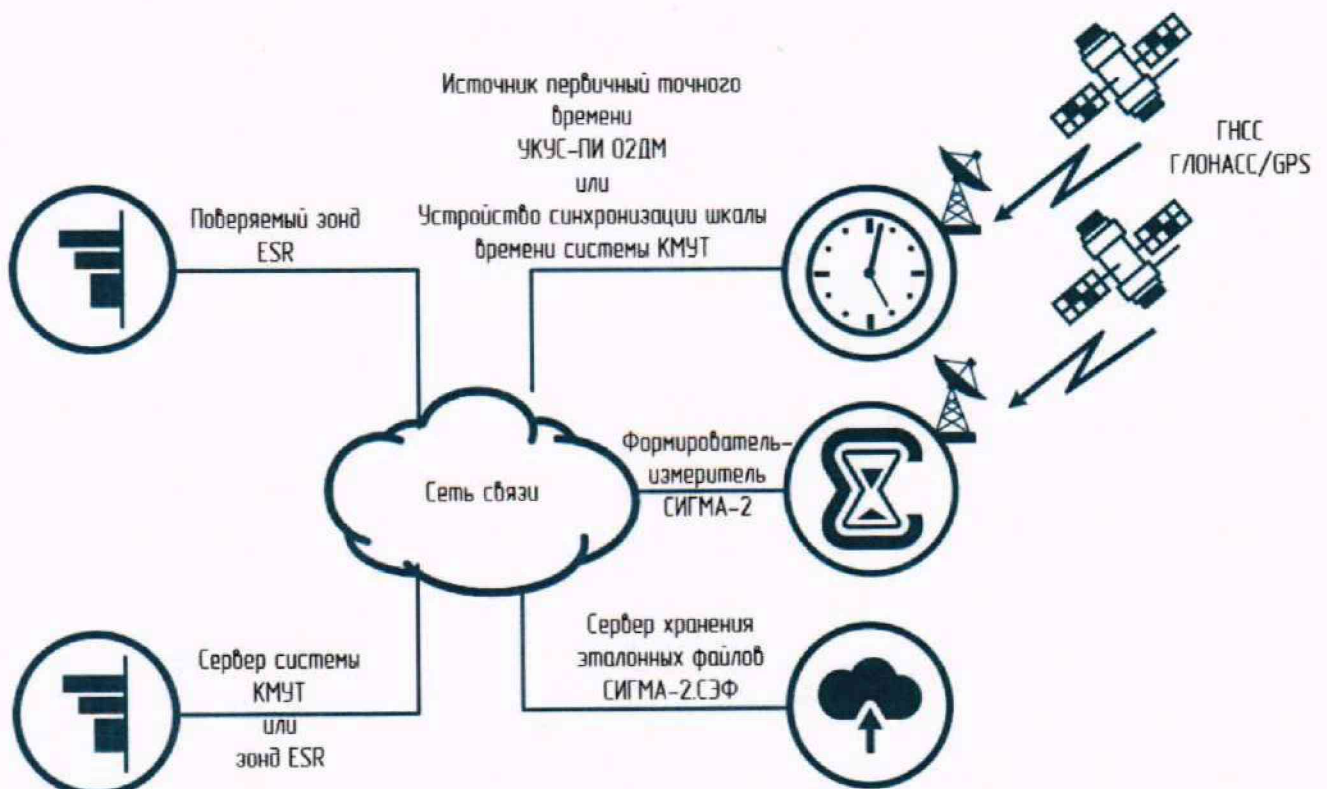 Источник первичный точного
времени
УКУС-ПИ 02ДМ
или
Устройство синхронизации шкалы
времени системы КМУТ
ГНСС
ГЛОНАСС/GPS
Поверяемый зонд
ESR
Формирователь-
измеритель
СИГМА-2
Сеть связи
Сервер хранения
эталонных файлов
СИГМА-2.СЭФ
Сервер системы
КМУТ
или
зонд ESR